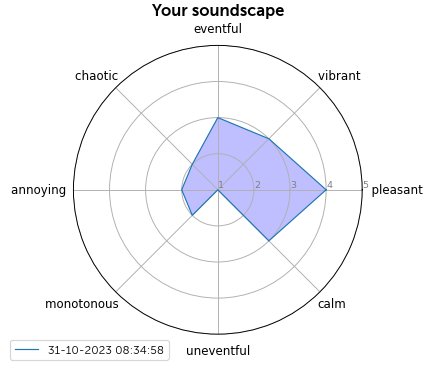 Your soundscape
eventful
chaotic
vibrant
annoying
1 2 3 4 5
pleasant
monotonous
calm
uneventful
31-10-2023 08:34:58